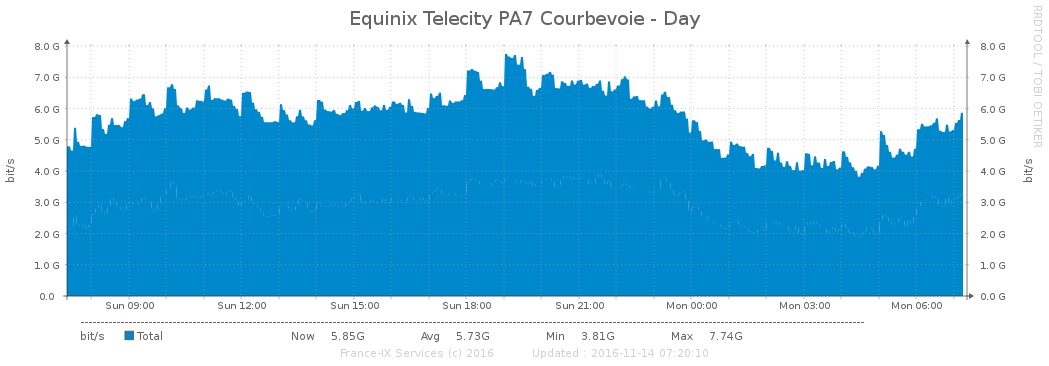 Equinix Telecity PA7 Courbevoie - Day
RRDTOOL / TOBI OETIKER
bit/s
8.0 G
7.0 G
6.0 G
5.0 G
4.0 G
3.0 G
2.0 G
1.0 G
0.0
8.0 G
7.0 G
6.0 G
5.0 G
4.0 G
3.0 G
2.0 G
1.0 G
0.0 G
bit/s
Sun 09:00 Sun 12:00 Sun 15:00 Sun 18:00 Sun 21:00 Mon 00:00 Mon 03:00 Mon 06:00
bit/s Total Now 5.85G Avg 5.73G Min 3.81G Max 7.74G
France-IX Services (c) 2016 Updated : 2016-11-14 07:20:10